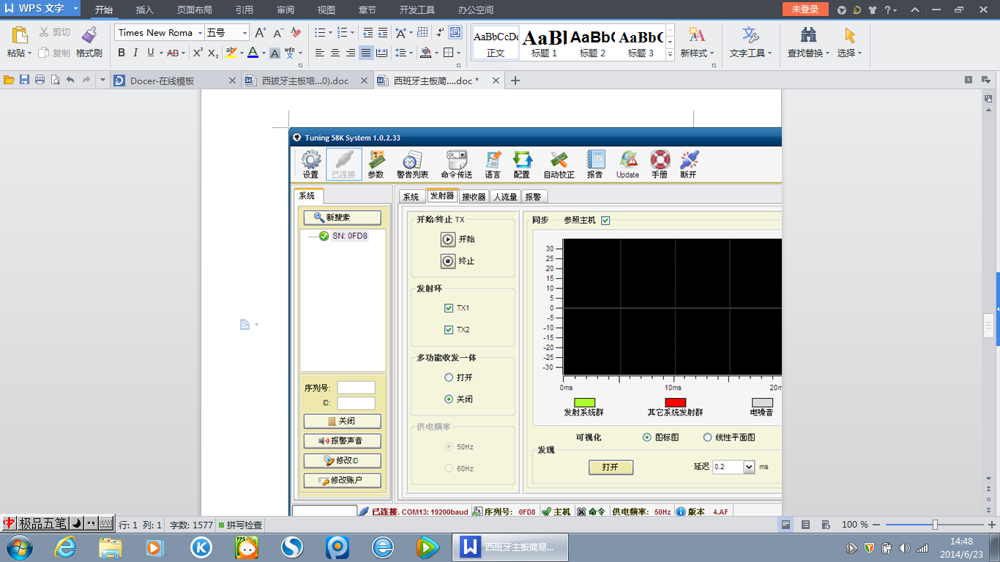 WPS 文字 开始 插入 页面布局 引用 审阅 视图 章节 开发工具 办公空间 未登录
粘贴 剪切 复制 格式刷 Times New Roma 五号 AaBbCcDc AaBl AaBb( AaBb( 正文 标题 1 标题 2 标题 3 新样式 文字工具 查找替换 选择
B I U AB X² X₂ ab A A wén
Docer-在线模板 西拨牙主板培...0).doc 西班牙主板简....doc *
Tuning 58K System 1.0.2.33
设置 已连接 参数 警告列表 命令传送 语言 配置 自动校正 报告 Update 手册 断开
系统
新搜索
SN: 0FD8
序列号:
ID:
关闭
报警声音
修改ID
修改账户
系统 发射器 接收器 人流量 报警
开始/终止 TX
开始
终止
发射环
TX1
TX2
多功能收发一体
打开
关闭
供电频率
50Hz
60Hz
同步 参照主机
30
25
20
15
10
5
0
-5
-10
-15
-20
-25
-30
0ms 10ms 20m
发射系统群 其它系统发射群 电噪音
可视化 图标图 线性平面图
发现
打开 延迟 0.2 ms
已连接. COM13: 19200baud 序列号: 0FD8 主机 命令 供电频率: 50Hz 版本 4.AF
极品五笔 行: 1 列: 1 字数: 1577 拼写检查 100 %
西班牙主板简易... 14:48
2014/6/23